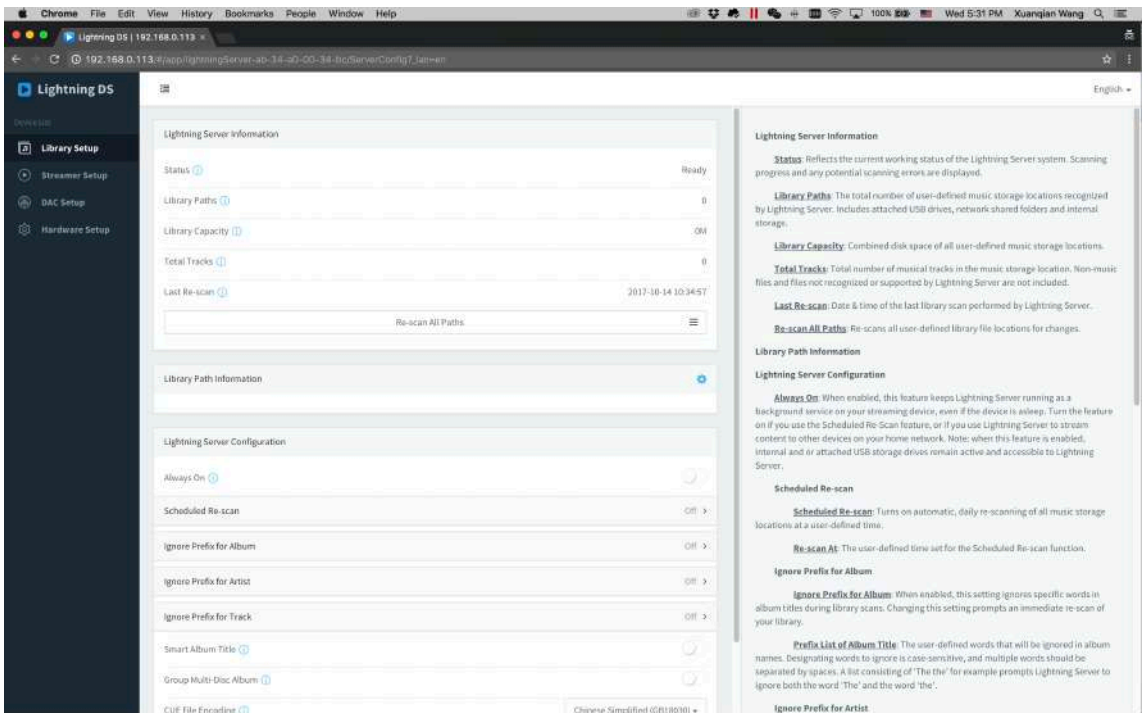 Chrome File Edit View History Bookmarks People Window Help
100% Wed 5:31 PM Xuanqian Wang
Lightning DS | 192.168.0.113
192.168.0.113/#/app/lightningServer-ab-34-a0-00-34-bc/ServerConfig?_lan=en
Lightning DS
English
Device List
Library Setup
Streamer Setup
DAC Setup
Hardware Setup
Lightning Server Information
Status Ready
Library Paths 0
Library Capacity 0M
Total Tracks 0
Last Re-scan 2017-10-14 10:34:57
Re-scan All Paths
Library Path Information
Lightning Server Configuration
Always On
Scheduled Re-scan Off
Ignore Prefix for Album Off
Ignore Prefix for Artist Off
Ignore Prefix for Track Off
Smart Album Title
Group Multi-Disc Album
CUE File Encoding Chinese Simplified (GB18030)
Lightning Server Information
Status: Reflects the current working status of the Lightning Server system. Scanning
progress and any potential scanning errors are displayed.
Library Paths: The total number of user-defined music storage locations recognized
by Lightning Server. Includes attached USB drives, network shared folders and internal
storage.
Library Capacity: Combined disk space of all user-defined music storage locations.
Total Tracks: Total number of musical tracks in the music storage location. Non-music
files and files not recognized or supported by Lightning Server are not included.
Last Re-scan: Date & time of the last library scan performed by Lightning Server.
Re-scan All Paths: Re-scans all user-defined library file locations for changes.
Library Path Information
Lightning Server Configuration
Always On: When enabled, this feature keeps Lightning Server running as a
background service on your streaming device, even if the device is asleep. Turn the feature
on if you use the Scheduled Re-Scan feature, or if you use Lightning Server to stream
content to other devices on your home network. Note: when this feature is enabled,
internal and or attached USB storage drives remain active and accessible to Lightning
Server.
Scheduled Re-scan
Scheduled Re-scan: Turns on automatic, daily re-scanning of all music storage
locations at a user-defined time.
Re-scan At: The user-defined time set for the Scheduled Re-scan function.
Ignore Prefix for Album
Ignore Prefix for Album: When enabled, this setting ignores specific words in
album titles during library scans. Changing this setting prompts an immediate re-scan of
your library.
Prefix List of Album Title: The user-defined words that will be ignored in album
names. Designating words to ignore is case-sensitive, and multiple words should be
separated by spaces. A list consisting of 'The the' for example prompts Lightning Server to
ignore both the word 'The' and the word 'the'.
Ignore Prefix for Artist